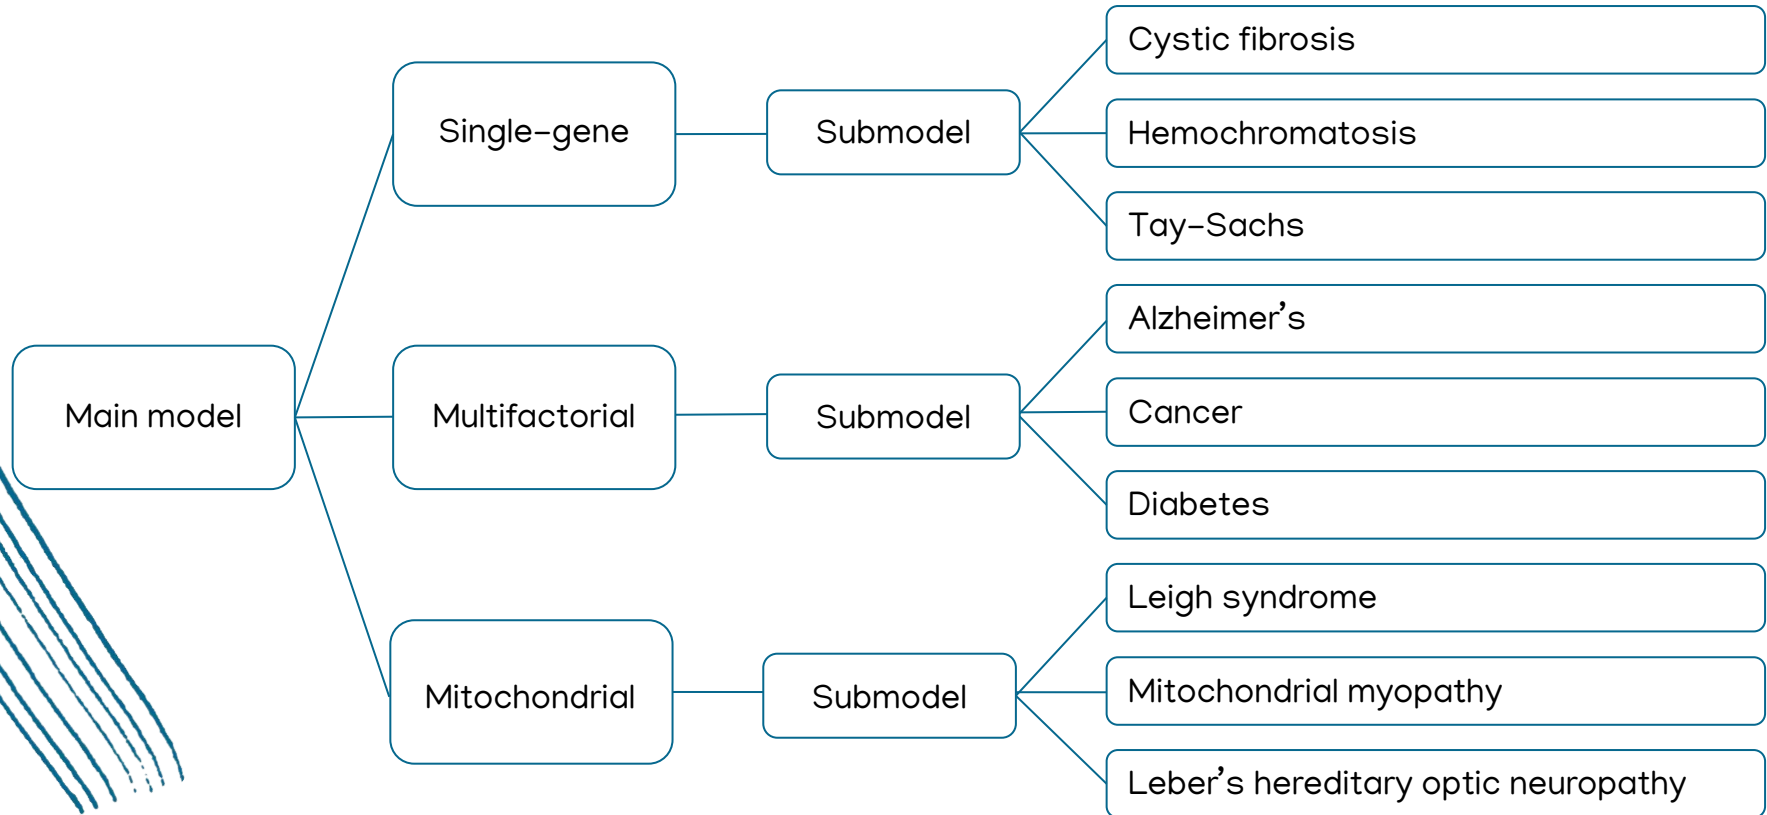 Main model
Single-gene
Submodel
Cystic fibrosis
Hemochromatosis
Tay-Sachs
Multifactorial
Submodel
Alzheimer's
Cancer
Diabetes
Mitochondrial
Submodel
Leigh syndrome
Mitochondrial myopathy
Leber's hereditary optic neuropathy